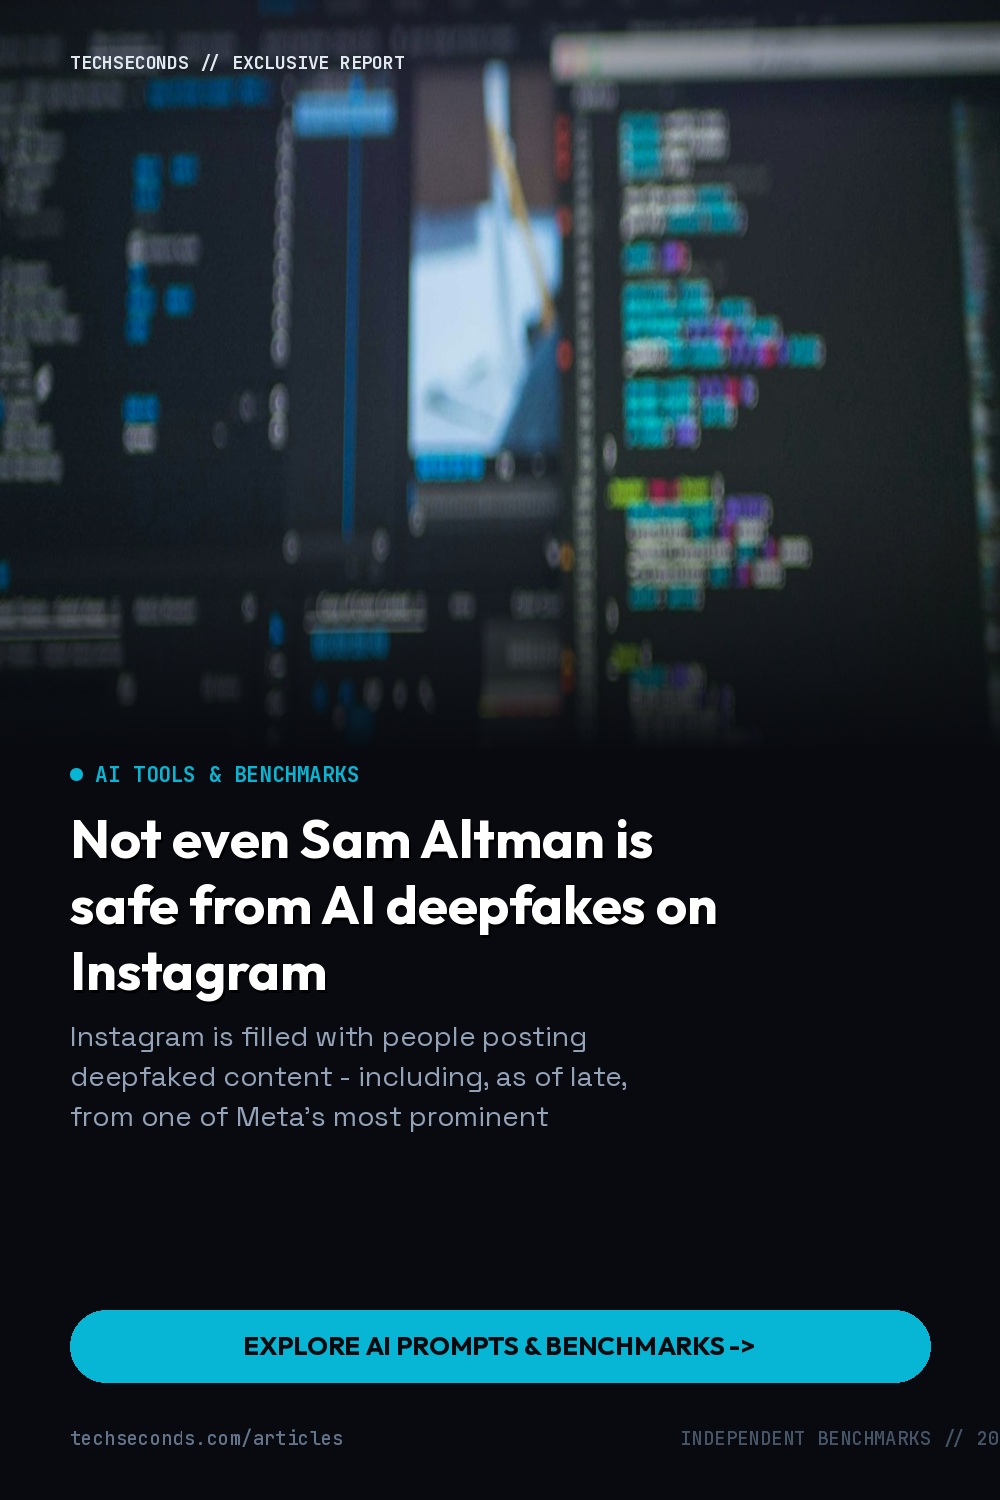 TECHSECONDS // EXCLUSIVE REPORT
AI TOOLS & BENCHMARKS
Not even Sam Altman is
safe from AI deepfakes on
Instagram
Instagram is filled with people posting
deepfaked content - including, as of late,
from one of Meta's most prominent
EXPLORE AI PROMPTS & BENCHMARKS ->
techseconds.com/articles
INDEPENDENT BENCHMARKS // 20